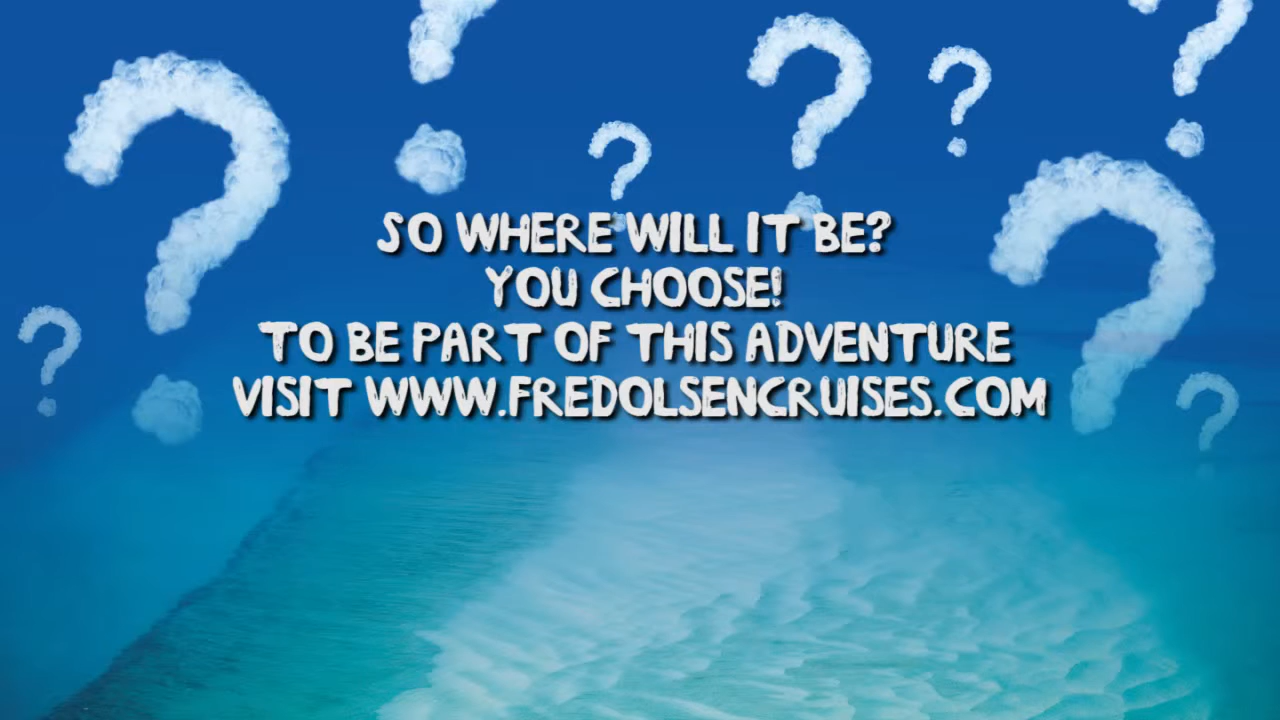 SO WHERE WILL IT BE?
YOU CHOOSE!
TO BE PART OF THIS ADVENTURE
VISIT WWW.FREDOLSENCRUISES.COM